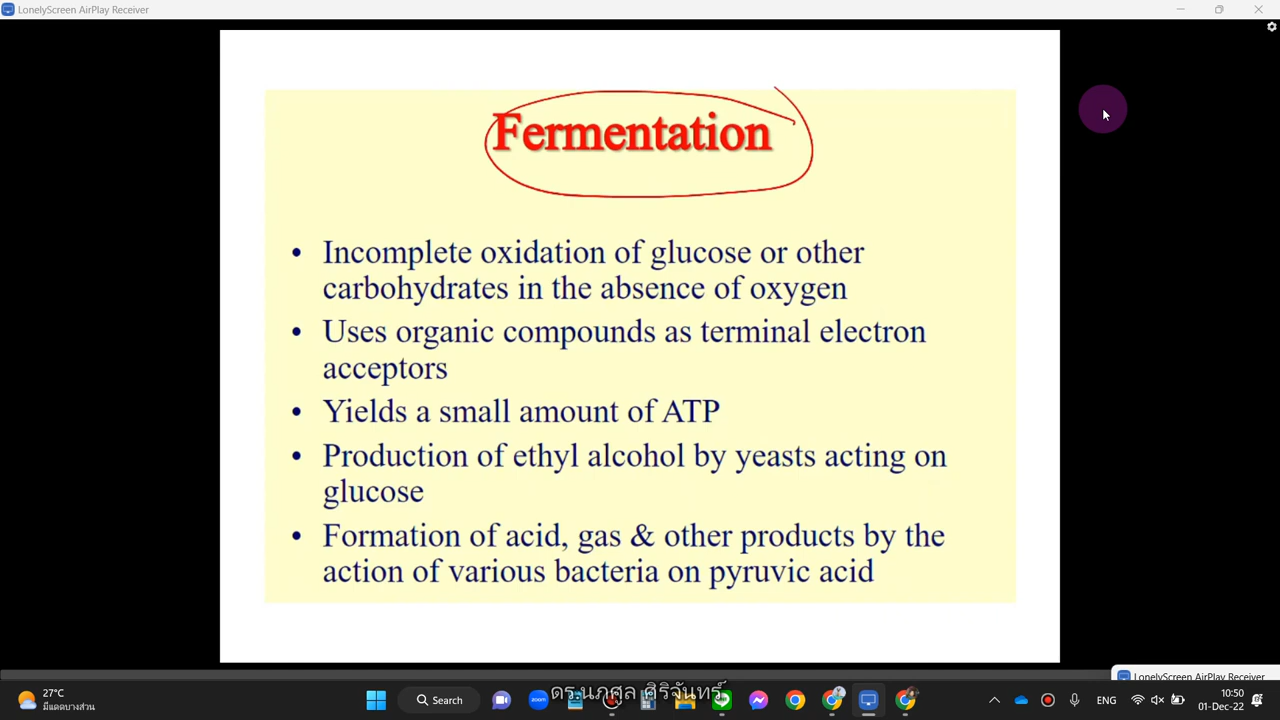 LonelyScreen AirPlay Receiver
Fermentation
• Incomplete oxidation of glucose or other
carbohydrates in the absence of oxygen
• Uses organic compounds as terminal electron
acceptors
• Yields a small amount of ATP
• Production of ethyl alcohol by yeasts acting on
glucose
• Formation of acid, gas & other products by the
action of various bacteria on pyruvic acid
LonelyScreen AirPlay Receiver
27°C
มีแดดบางส่วน
Search
zoom
ดร.นภศูล ศิริจันทร์
ENG
10:50
01-Dec-22